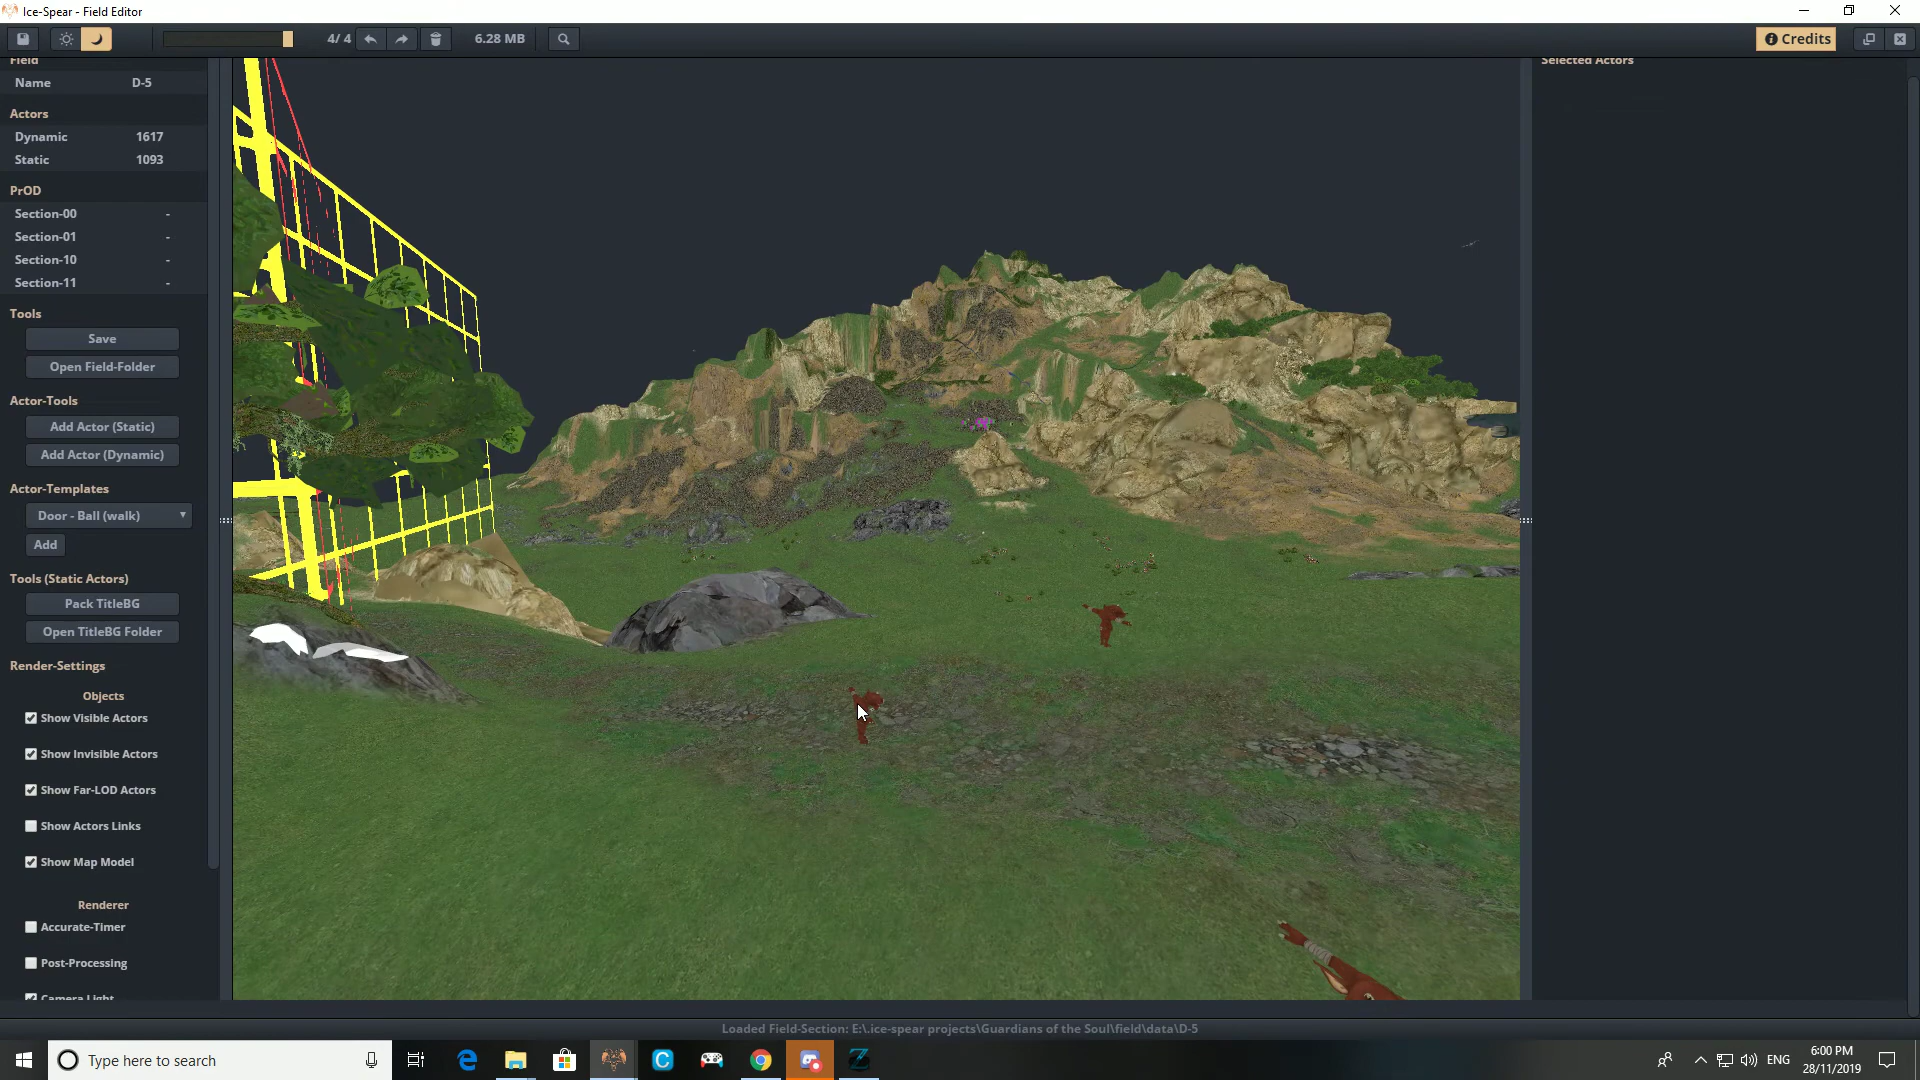 Ice-Spear - Field Editor
4/ 4
6.28 MB
Credits
Field
Name D-5
Actors
Dynamic 1617
Static 1093
PrOD
Section-00 -
Section-01 -
Section-10 -
Section-11 -
Tools
Save
Open Field-Folder
Actor-Tools
Add Actor (Static)
Add Actor (Dynamic)
Actor-Templates
Door - Ball (walk)
Add
Tools (Static Actors)
Pack TitleBG
Open TitleBG Folder
Render-Settings
Objects
Show Visible Actors
Show Invisible Actors
Show Far-LOD Actors
Show Actors Links
Show Map Model
Renderer
Accurate-Timer
Post-Processing
Camera Light
Selected Actors
Loaded Field-Section: E:\.ice-spear projects\Guardians of the Soul\field\data\D-5
Type here to search
ENG
6:00 PM
28/11/2019